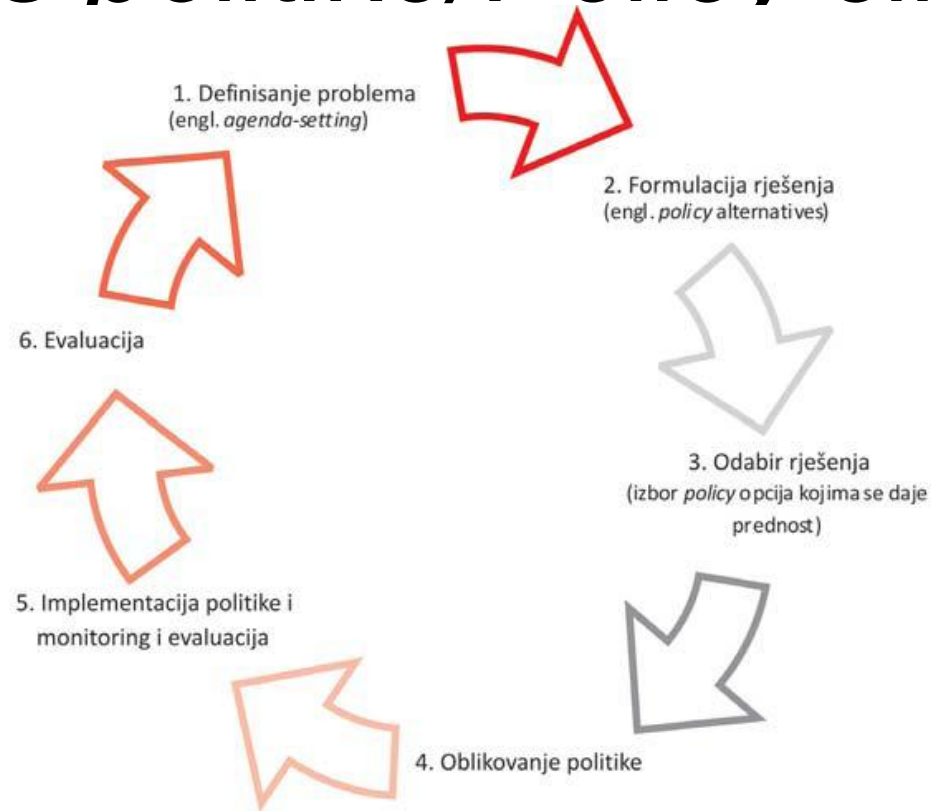 1. Definisanje problema
(engl. agenda-setting)
2. Formulacija rješenja
(engl. policy alternatives)
3. Odabir rješenja
(izbor policy opcija kojima se daje
prednost)
4. Oblikovanje politike
5. Implementacija politike i
monitoring i evaluacija
6. Evaluacija